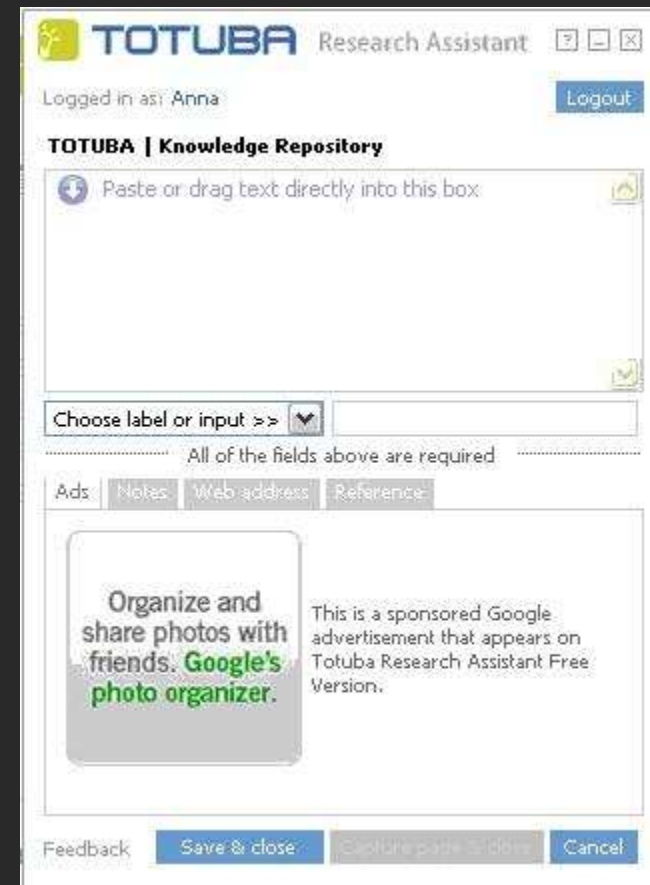 TOTUBA Research Assistant
Logged in as: Anna
Logout
TOTUBA | Knowledge Repository
Paste or drag text directly into this box
Choose label or input >>
All of the fields above are required
Ads Notes Web address Reference
Organize and
share photos with
friends. Google's
photo organizer.
This is a sponsored Google
advertisement that appears on
Totuba Research Assistant Free
Version.
Feedback Save & close Capture page & close Cancel